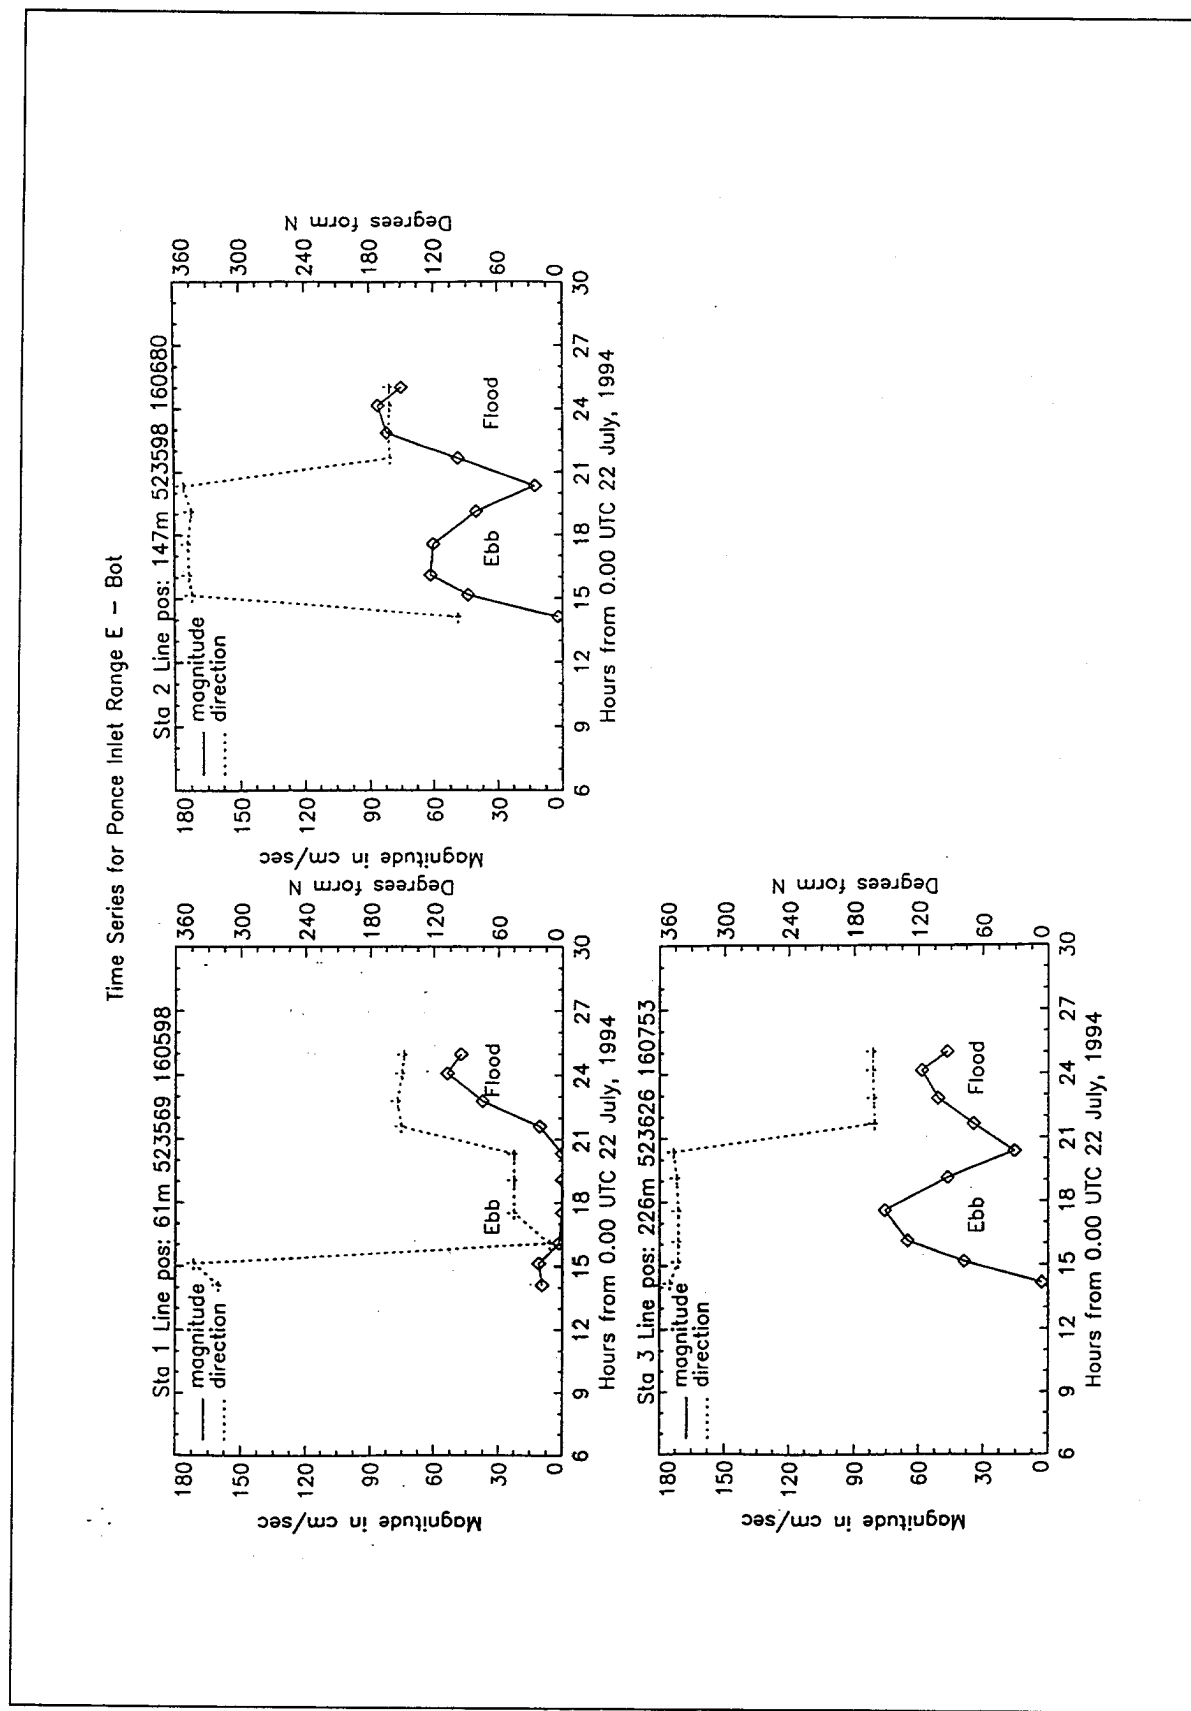 Time Series for Ponce Inlet Range E – Bot
Sta 1 Line pos: 61m 523569 160598
magnitude
direction
Ebb
Flood
180
150
120
90
60
30
0
Magnitude in cm/sec
360
300
240
180
120
60
0
Degrees form N
6 9 12 15 18 21 24 27 30
Hours from 0.00 UTC 22 July, 1994
Sta 2 Line pos: 147m 523598 160680
magnitude
direction
Ebb
Flood
180
150
120
90
60
30
0
Magnitude in cm/sec
360
300
240
180
120
60
0
Degrees form N
6 9 12 15 18 21 24 27 30
Hours from 0.00 UTC 22 July, 1994
Sta 3 Line pos: 226m 523626 160753
magnitude
direction
Ebb
Flood
180
150
120
90
60
30
0
Magnitude in cm/sec
360
300
240
180
120
60
0
Degrees form N
6 9 12 15 18 21 24 27 30
Hours from 0.00 UTC 22 July, 1994